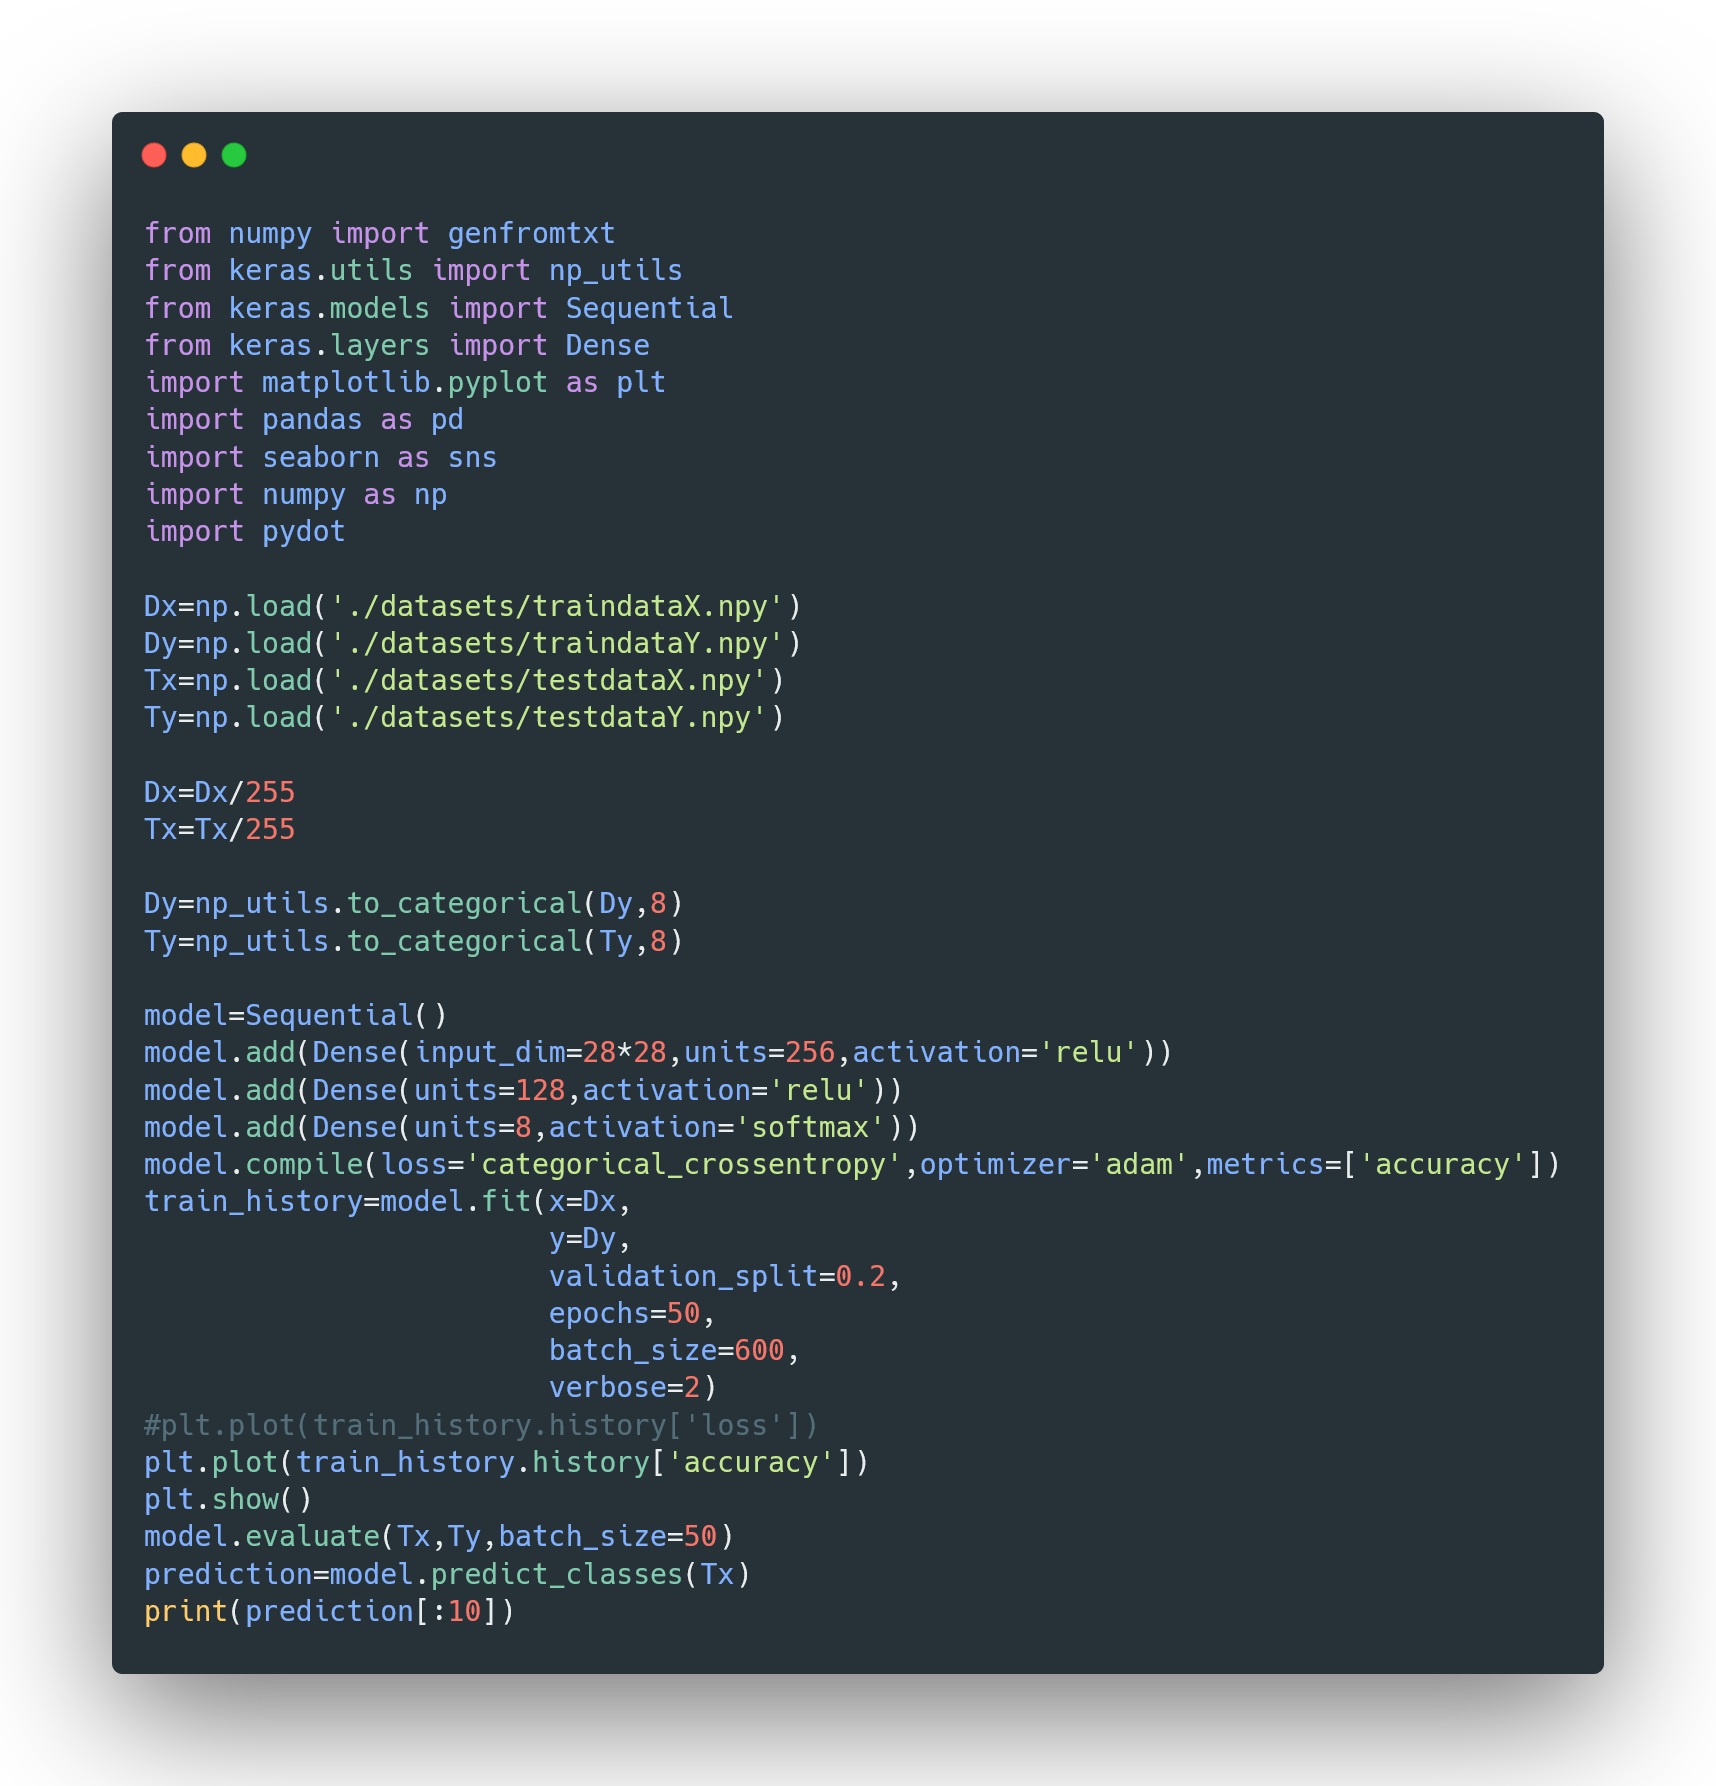 from numpy import genfromtxt
from keras.utils import np_utils
from keras.models import Sequential
from keras.layers import Dense
import matplotlib.pyplot as plt
import pandas as pd
import seaborn as sns
import numpy as np
import pydot

Dx=np.load('./datasets/traindataX.npy')
Dy=np.load('./datasets/traindataY.npy')
Tx=np.load('./datasets/testdataX.npy')
Ty=np.load('./datasets/testdataY.npy')

Dx=Dx/255
Tx=Tx/255

Dy=np_utils.to_categorical(Dy,8)
Ty=np_utils.to_categorical(Ty,8)

model=Sequential()
model.add(Dense(input_dim=28*28,units=256,activation='relu'))
model.add(Dense(units=128,activation='relu'))
model.add(Dense(units=8,activation='softmax'))
model.compile(loss='categorical_crossentropy',optimizer='adam',metrics=['accuracy'])
train_history=model.fit(x=Dx,
                        y=Dy,
                        validation_split=0.2,
                        epochs=50,
                        batch_size=600,
                        verbose=2)
#plt.plot(train_history.history['loss'])
plt.plot(train_history.history['accuracy'])
plt.show()
model.evaluate(Tx,Ty,batch_size=50)
prediction=model.predict_classes(Tx)
print(prediction[:10])